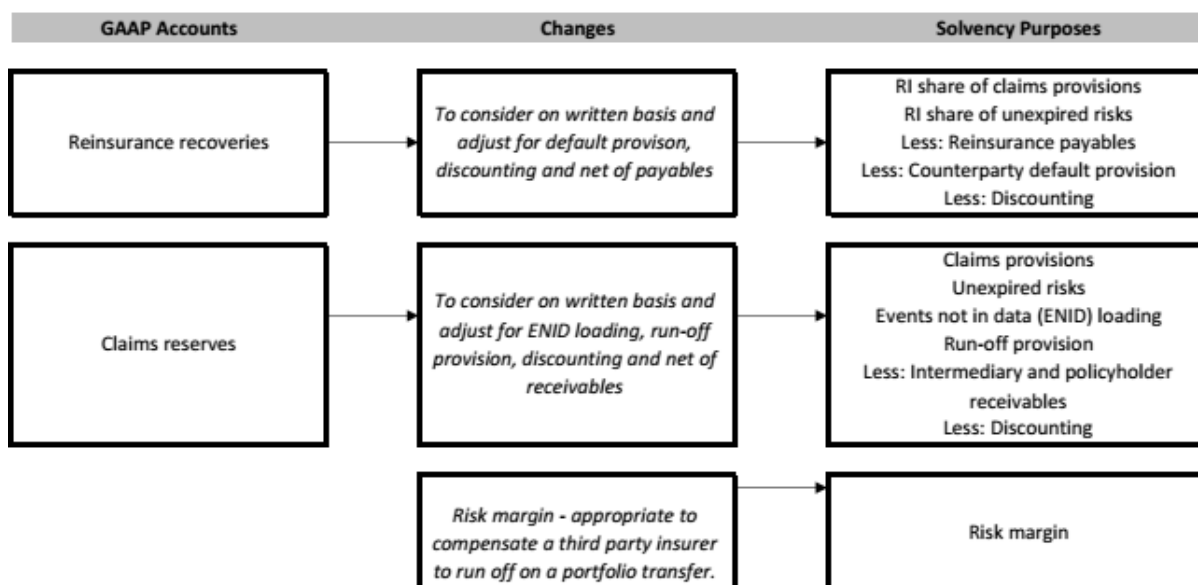 GAAP Accounts
Changes
Solvency Purposes
Reinsurance recoveries
To consider on written basis and
adjust for default provison,
discounting and net of payables
RI share of claims provisions
RI share of unexpired risks
Less: Reinsurance payables
Less: Counterparty default provision
Less: Discounting
Claims reserves
To consider on written basis and
adjust for ENID loading, run-off
provision, discounting and net of
receivables
Claims provisions
Unexpired risks
Events not in data (ENID) loading
Run-off provision
Less: Intermediary and policyholder
receivables
Less: Discounting
Risk margin - appropriate to
compensate a third party insurer
to run off on a portfolio transfer.
Risk margin